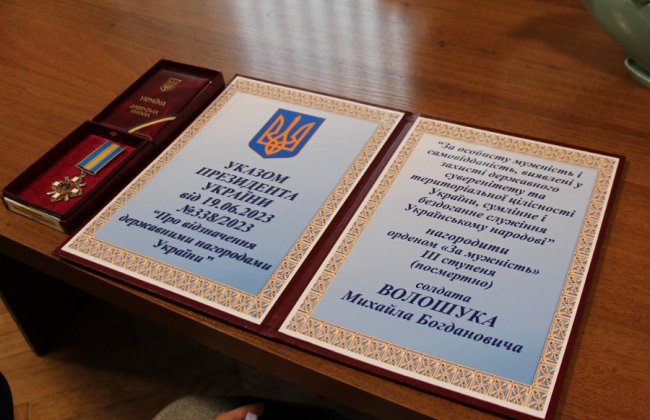 УКРАЇНА
УКАЗОМ
ПРЕЗИДЕНТА
УКРАЇНИ
від 19.06.2023
№338/2023
“Про відзначення
державними нагородами
України”
“За особисту мужність і
самовідданість, виявлені у
захисті державного
суверенітету та
територіальної цілісності
України, сумлінне і
бездоганне служіння
Українському народові”
нагородити
орденом «За мужність»
ІІІ ступеня
(посмертно)
солдата
ВОЛОЩУКА
Михайла Богдановича